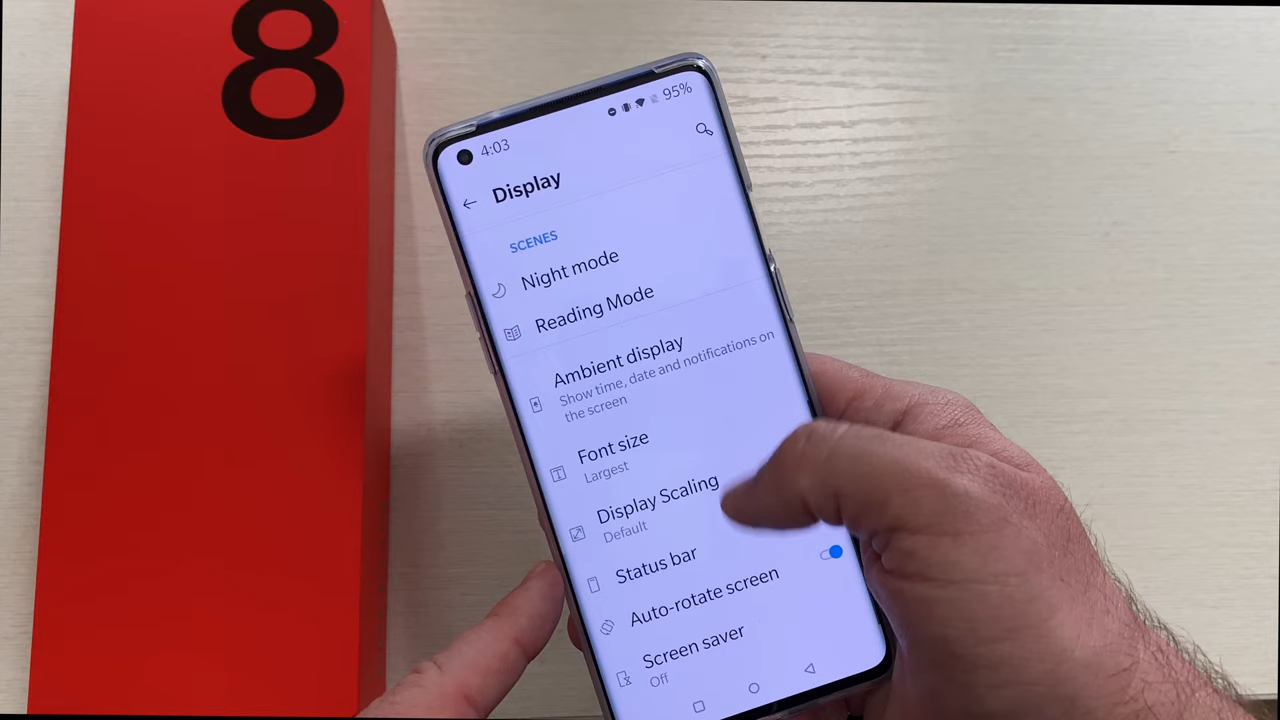 8
4:03
95%
Display
SCENES
Night mode
Reading Mode
Ambient display
Show time, date and notifications on
the screen
Font size
Largest
Display Scaling
Default
Status bar
Auto-rotate screen
Screen saver
Off